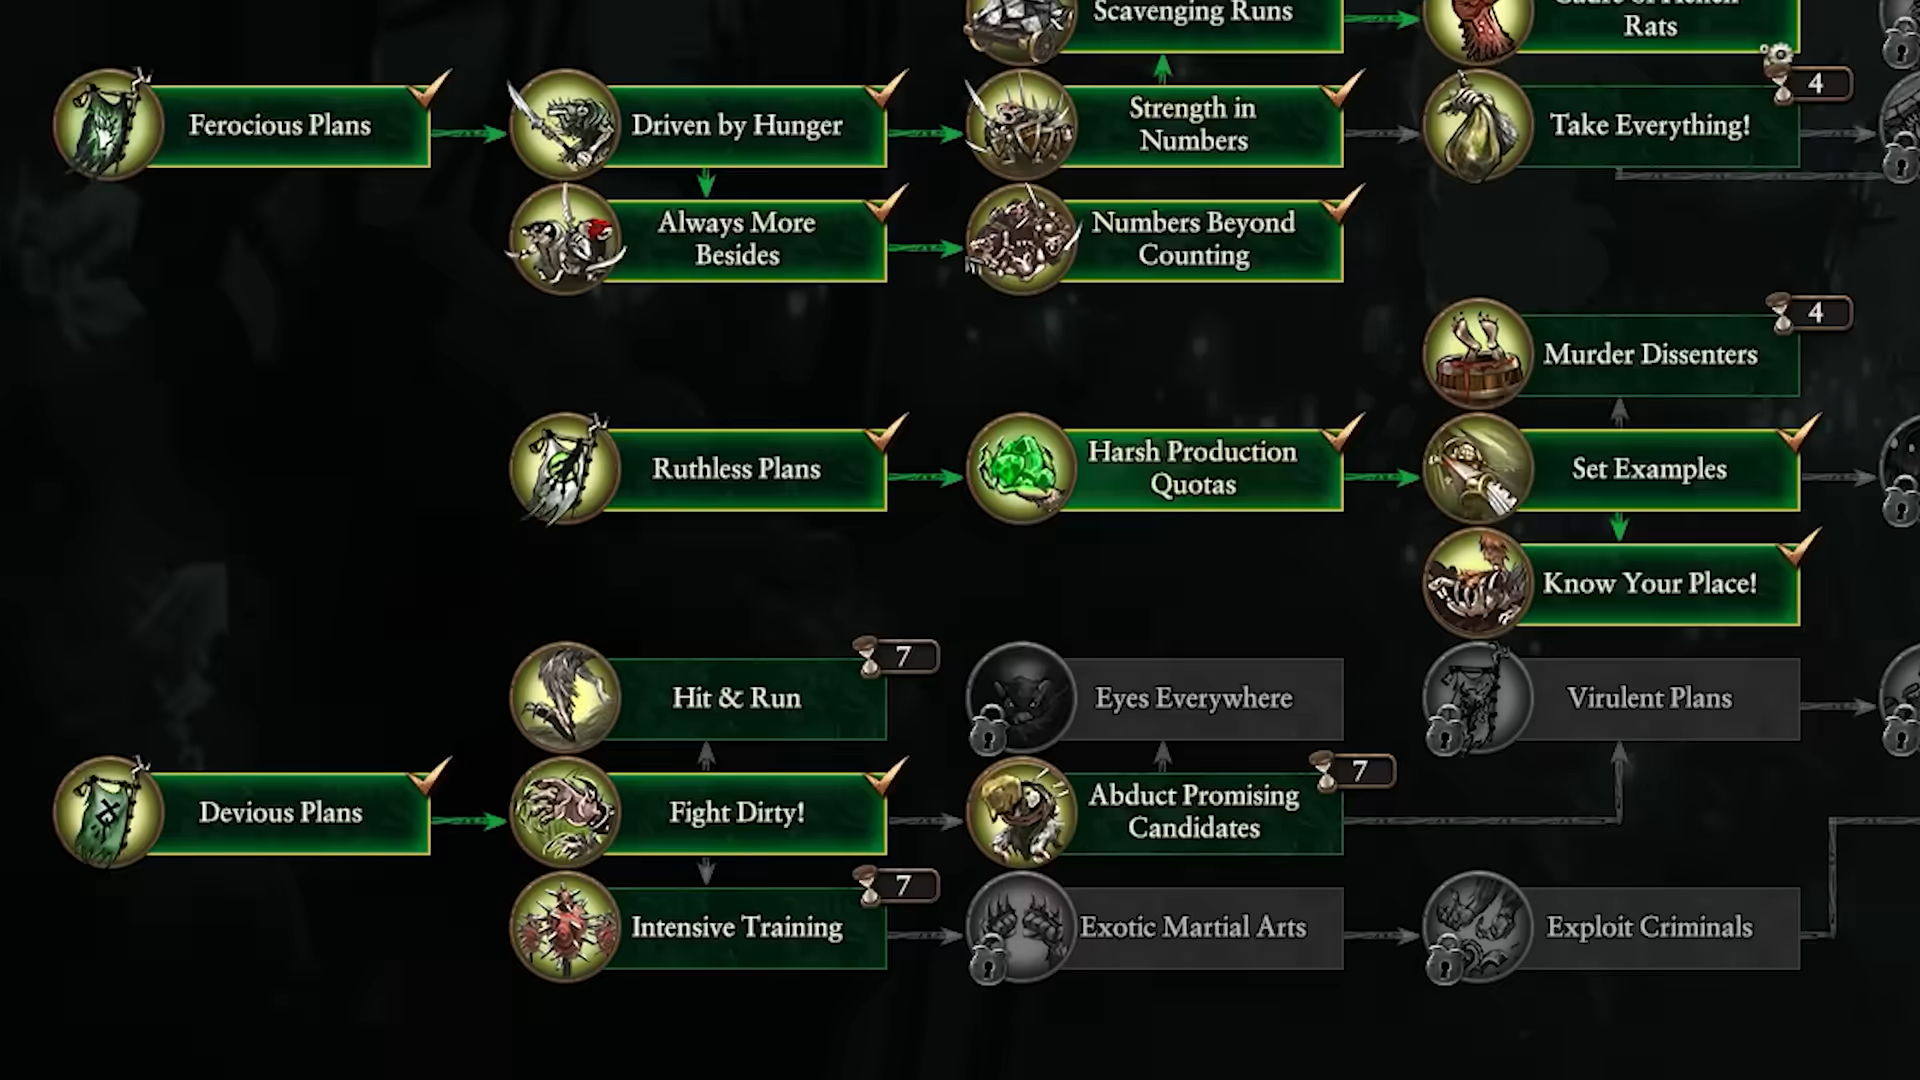 Scavenging Runs
Rats
Ferocious Plans
Driven by Hunger
Strength in
Numbers
Take Everything!
4
Always More
Besides
Numbers Beyond
Counting
Murder Dissenters
4
Ruthless Plans
Harsh Production
Quotas
Set Examples
Know Your Place!
Hit & Run
7
Eyes Everywhere
Virulent Plans
Devious Plans
Fight Dirty!
Abduct Promising
Candidates
7
Intensive Training
7
Exotic Martial Arts
Exploit Criminals